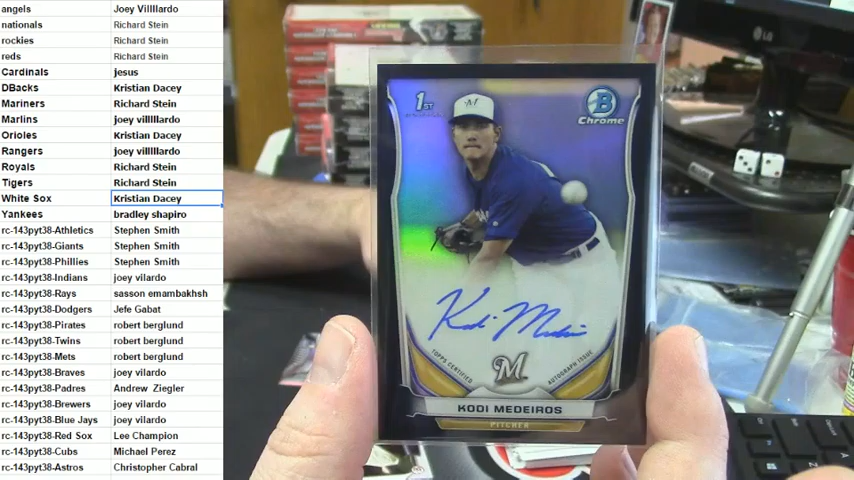 angels Joey Villlardo
nationals Richard Stein
rockies Richard Stein
reds Richard Stein
Cardinals jesus
DBacks Kristian Dacey
Mariners Richard Stein
Marlins joey villlllardo
Orioles Kristian Dacey
Rangers joey villlllardo
Royals Richard Stein
Tigers Richard Stein
White Sox Kristian Dacey
Yankees bradley shapiro
rc-143pyt38-Athletics Stephen Smith
rc-143pyt38-Giants Stephen Smith
rc-143pyt38-Phillies Stephen Smith
rc-143pyt38-Indians joey vilardo
rc-143pyt38-Rays sasson emambakhsh
rc-143pyt38-Dodgers Jefe Gabat
rc-143pyt38-Pirates robert berglund
rc-143pyt38-Twins robert berglund
rc-143pyt38-Mets robert berglund
rc-143pyt38-Braves joey vilardo
rc-143pyt38-Padres Andrew Ziegler
rc-143pyt38-Brewers joey vilardo
rc-143pyt38-Blue Jays joey vilardo
rc-143pyt38-Red Sox Lee Champion
rc-143pyt38-Cubs Michael Perez
rc-143pyt38-Astros Christopher Cabral
LG
1ST
B
Chrome
M
Kodi Medeiros
TOPPS CERTIFIED
AUTOGRAPH ISSUE
M
KODI MEDEIROS
PITCHER